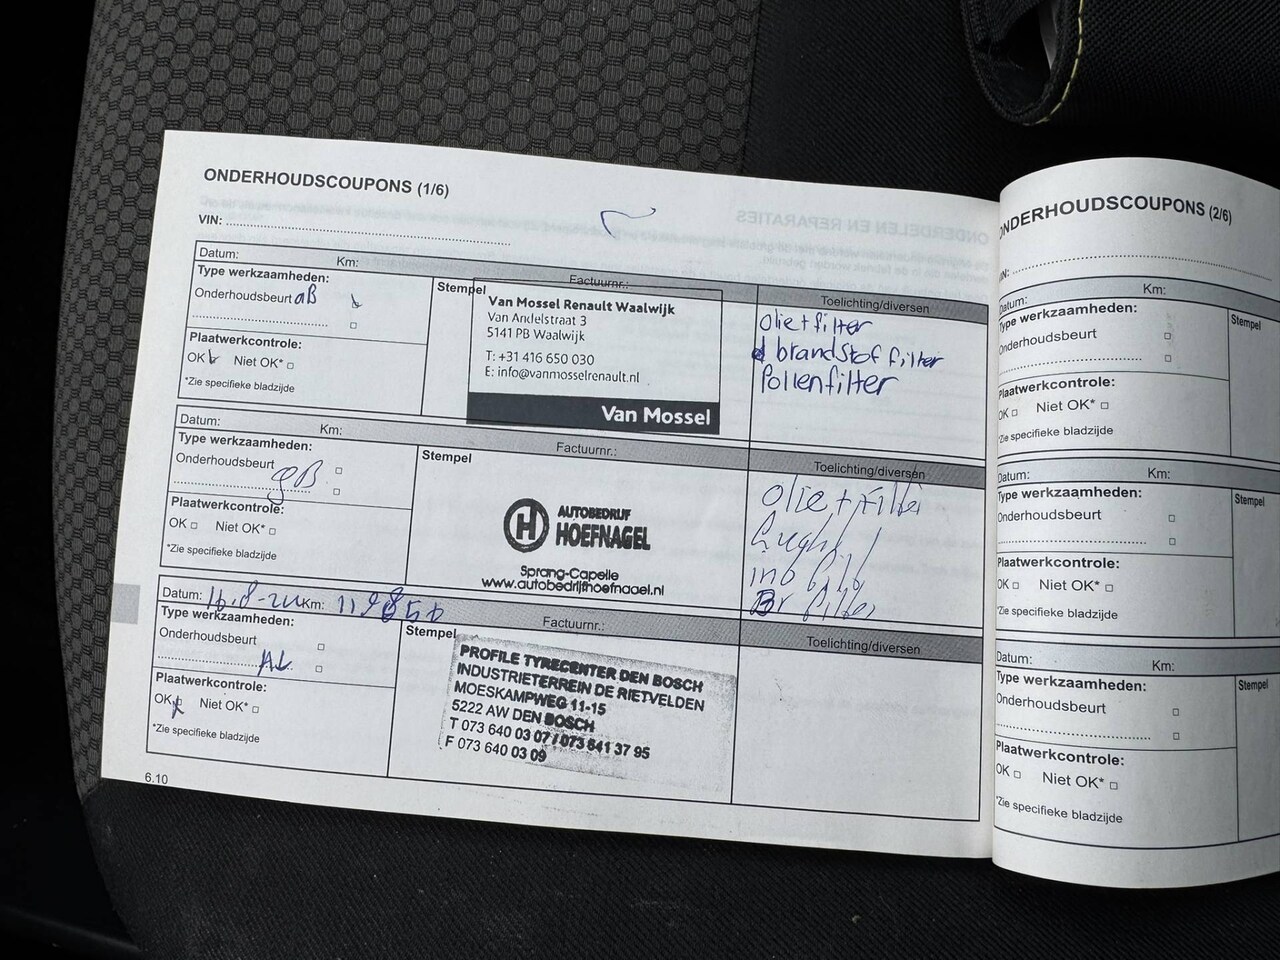 ONDERHOUDSCOUPONS (1/6)
VIN:
Datum: Km: Factuurnr.:
Type werkzaamheden: Stempel Toelichting/diversen
Onderhoudsbeurt aB
Plaatwerkcontrole:
OK Niet OK*
*Zie specifieke bladzijde
Van Mossel Renault Waalwijk
Van Andelstraat 3
5141 PB Waalwijk
T: +31 416 650 030
E: info@vanmosselrenault.nl
Van Mossel
olie+filter
brandstof filter
Pollenfilter
Datum: Km: Factuurnr.:
Type werkzaamheden: Stempel Toelichting/diversen
Onderhoudsbeurt
gB
Plaatwerkcontrole:
OK Niet OK*
*Zie specifieke bladzijde
H AUTOBEDRIJF
HOEFNAGEL
Sprang-Capelle
www.autobedrijfhoefnagel.nl
olie + Filter
Br filter
Datum: Km: Factuurnr.:
Type werkzaamheden: Stempel Toelichting/diversen
Onderhoudsbeurt
Plaatwerkcontrole:
OK Niet OK*
*Zie specifieke bladzijde
PROFILE TYRECENTER DEN BOSCH
INDUSTRIETERREIN DE RIETVELDEN
MOESKAMPWEG 11-15
5222 AW DEN BOSCH
T 073 640 03 07 / 073 641 37 95
F 073 640 03 09
6.10
ONDERHOUDSCOUPONS (2/6)
VIN:
Datum: Km:
Type werkzaamheden: Stempel
Onderhoudsbeurt
Plaatwerkcontrole:
OK Niet OK*
*Zie specifieke bladzijde
Datum: Km:
Type werkzaamheden: Stempel
Onderhoudsbeurt
Plaatwerkcontrole:
OK Niet OK*
*Zie specifieke bladzijde
Datum: Km:
Type werkzaamheden: Stempel
Onderhoudsbeurt
Plaatwerkcontrole:
OK Niet OK*
*Zie specifieke bladzijde